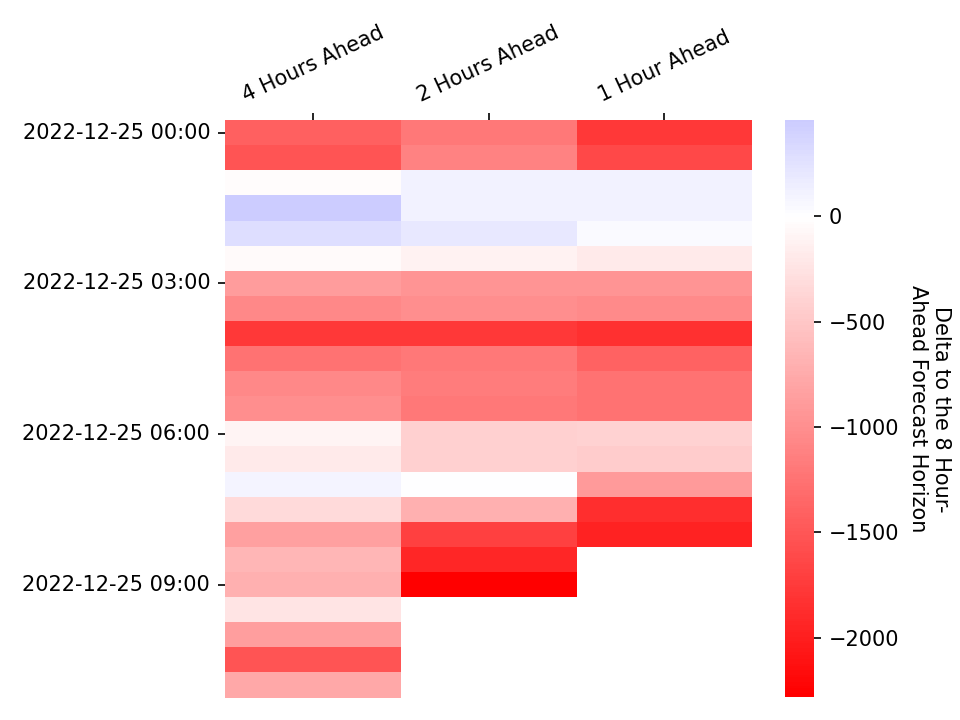 4 Hours Ahead
2 Hours Ahead
1 Hour Ahead
2022-12-25 00:00
2022-12-25 03:00
2022-12-25 06:00
2022-12-25 09:00
0
−500
−1000
−1500
−2000
Delta to the 8 Hour-
Ahead Forecast Horizon